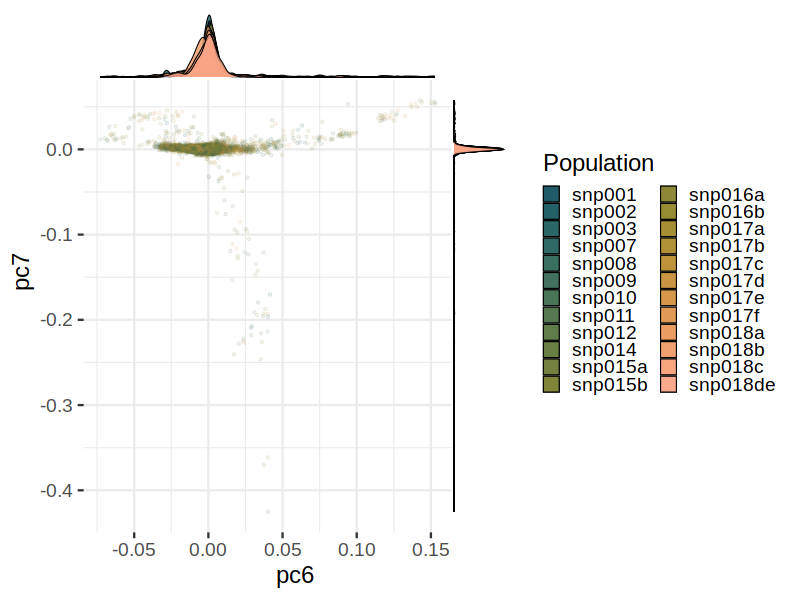 0.0
-0.1
-0.2
-0.3
-0.4
pc7
-0.05
0.00
0.05
0.10
0.15
pc6
Population
snp001
snp002
snp003
snp007
snp008
snp009
snp010
snp011
snp012
snp014
snp015a
snp015b
snp016a
snp016b
snp017a
snp017b
snp017c
snp017d
snp017e
snp017f
snp018a
snp018b
snp018c
snp018de